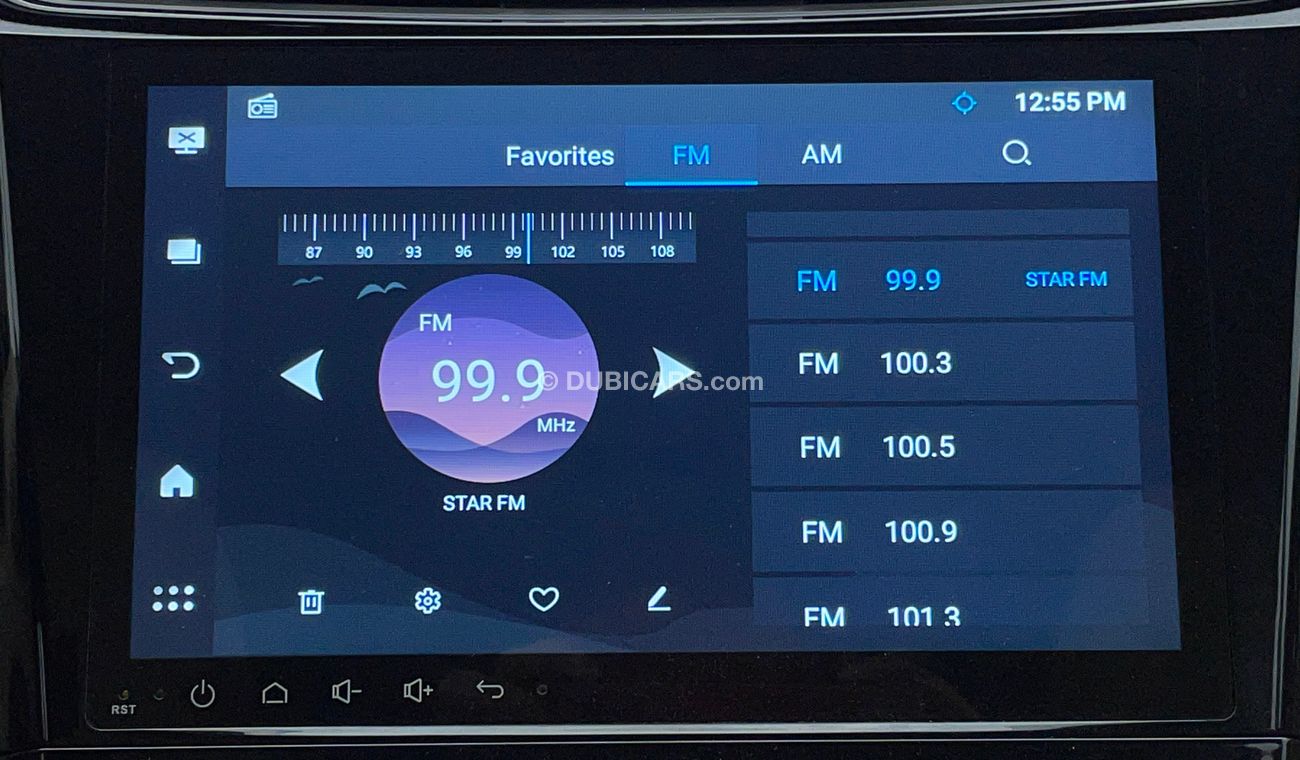 12:55 PM
Favorites FM AM
87 90 93 96 99 102 105 108
FM 99.9 STAR FM
FM
99.9
MHz
STAR FM
© DUBICARS.com
FM 100.3
FM 100.5
FM 100.9
FM 101.3
RST